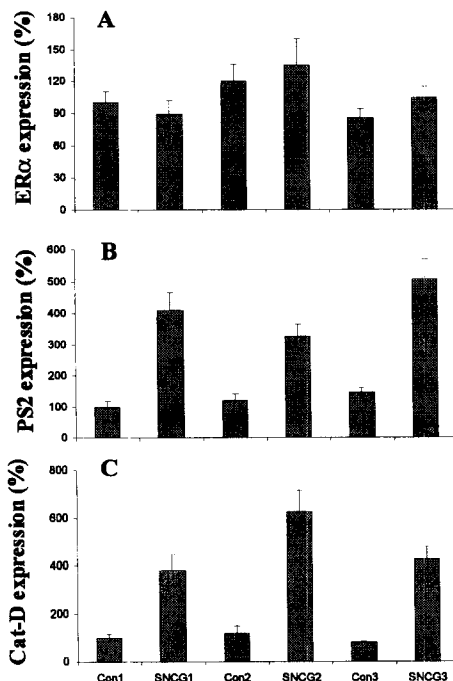 A
ERα expression (%)
180
150
120
90
60
30
0
B
PS2 expression (%)
600
500
400
300
200
100
0
C
Cat-D expression (%)
800
600
400
200
0
Con1 SNCG1 Con2 SNCG2 Con3 SNCG3